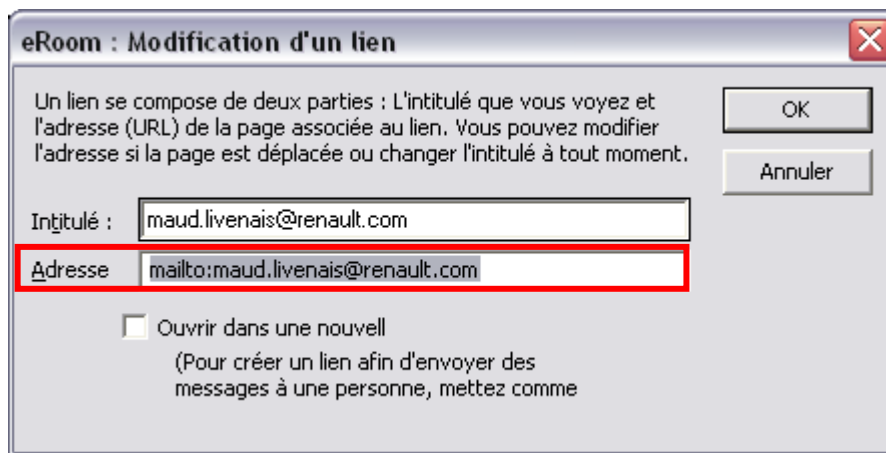 eRoom : Modification d'un lien
Un lien se compose de deux parties : L'intitulé que vous voyez et
l'adresse (URL) de la page associée au lien. Vous pouvez modifier
l'adresse si la page est déplacée ou changer l'intitulé à tout moment.
OK
Annuler
Intitulé : maud.livenais@renault.com
Adresse mailto:maud.livenais@renault.com
Ouvrir dans une nouvell
(Pour créer un lien afin d'envoyer des
messages à une personne, mettez comme